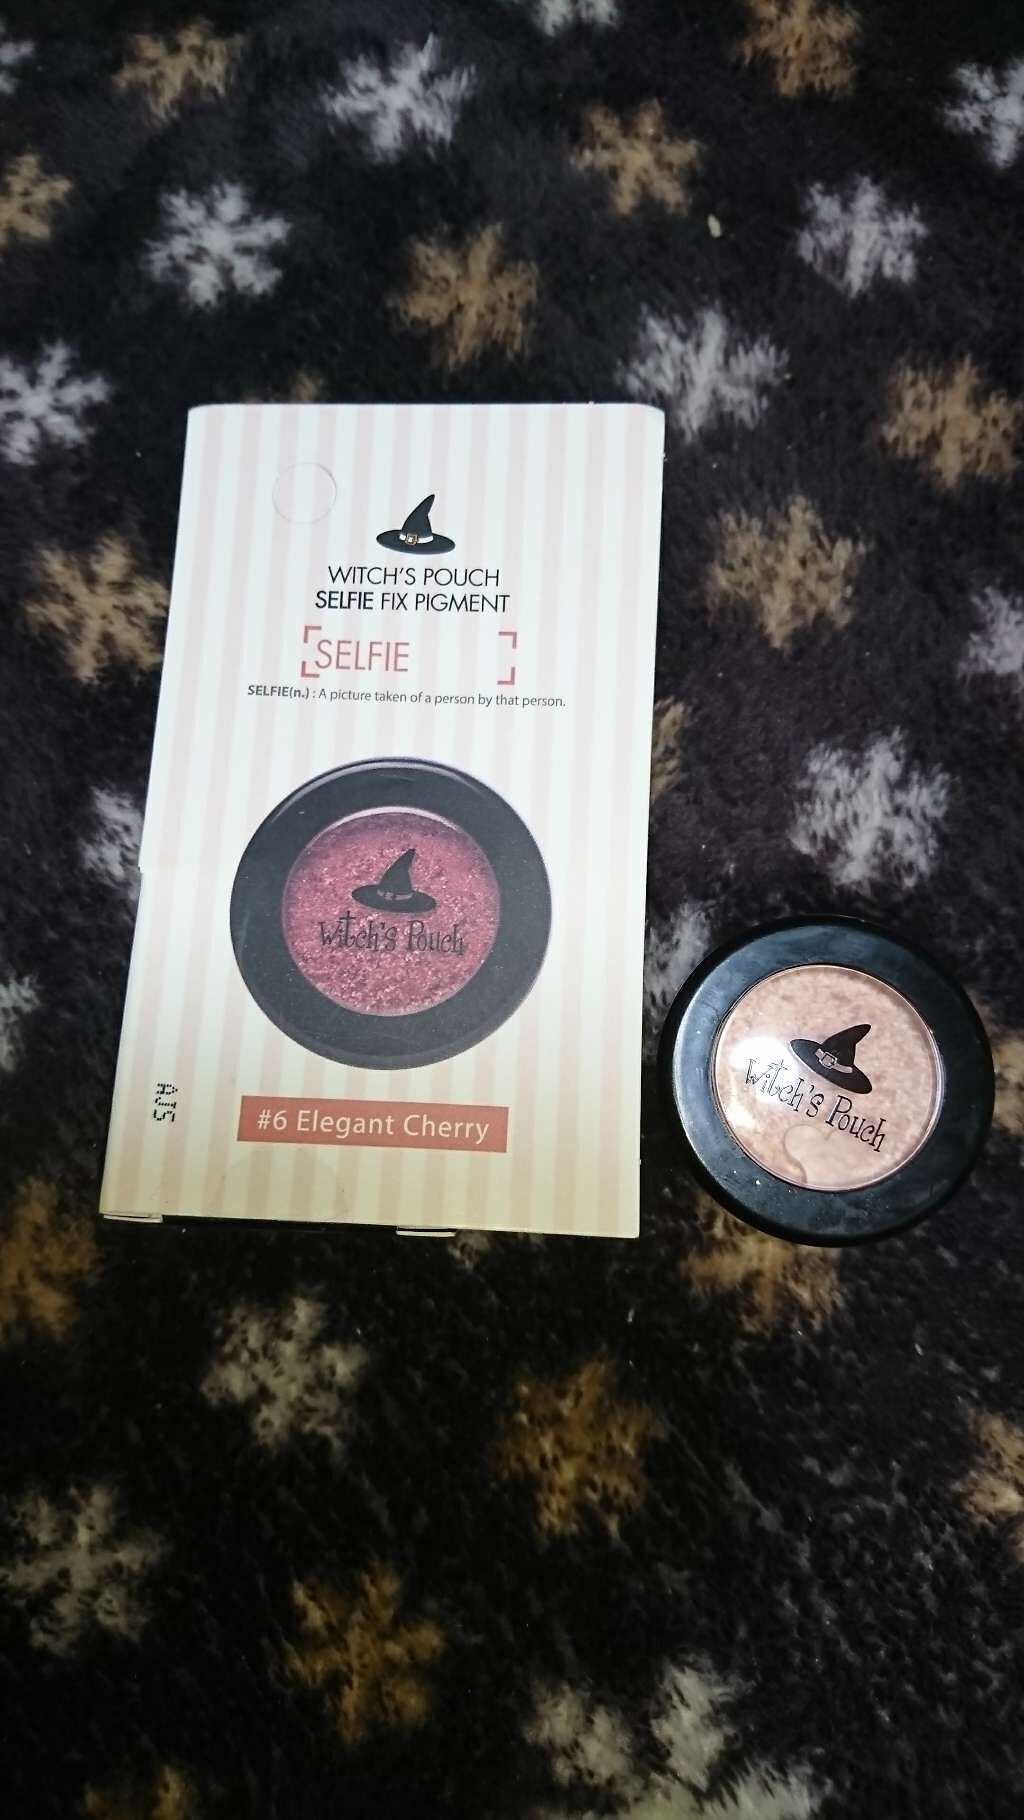 WITCH'S POUCH
SELFIE FIX PIGMENT
SELFIE
SELFIE(n.) : A picture taken of a person by that person.
Witch's Pouch
#6 Elegant Cherry
Witch's Pouch